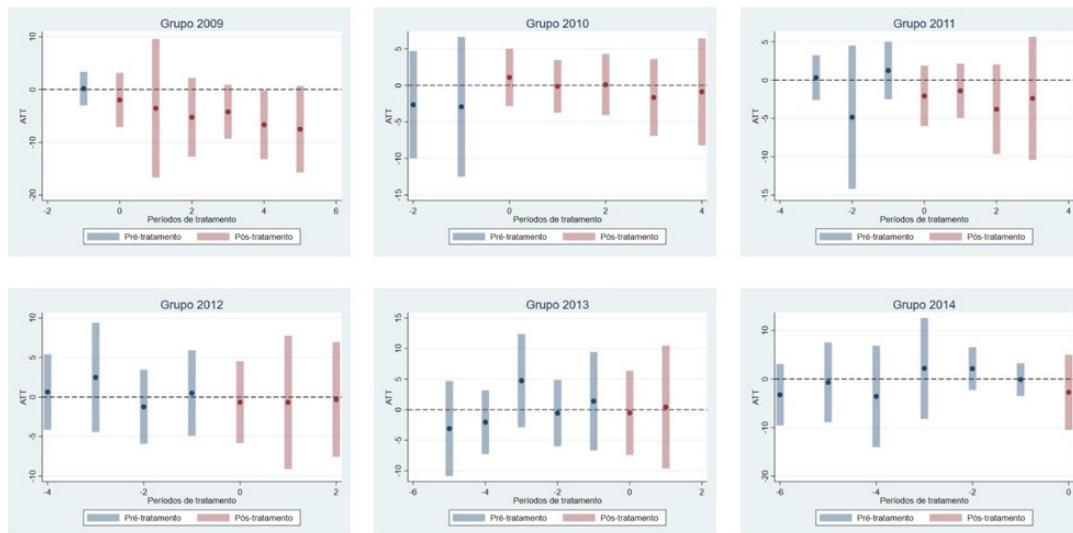 Grupo 2009
ATT
10
0
-10
-20
-2 0 2 4 6
Períodos de tratamento
Pré-tratamento Pós-tratamento
Grupo 2010
ATT
5
0
-5
-10
-15
-2 0 2 4
Períodos de tratamento
Pré-tratamento Pós-tratamento
Grupo 2011
ATT
5
0
-5
-10
-15
-4 -2 0 2 4
Períodos de tratamento
Pré-tratamento Pós-tratamento
Grupo 2012
ATT
10
5
0
-5
-10
-4 -2 0 2
Períodos de tratamento
Pré-tratamento Pós-tratamento
Grupo 2013
ATT
15
10
5
0
-5
-10
-6 -4 -2 0 2
Períodos de tratamento
Pré-tratamento Pós-tratamento
Grupo 2014
ATT
10
0
-10
-20
-6 -4 -2 0
Períodos de tratamento
Pré-tratamento Pós-tratamento